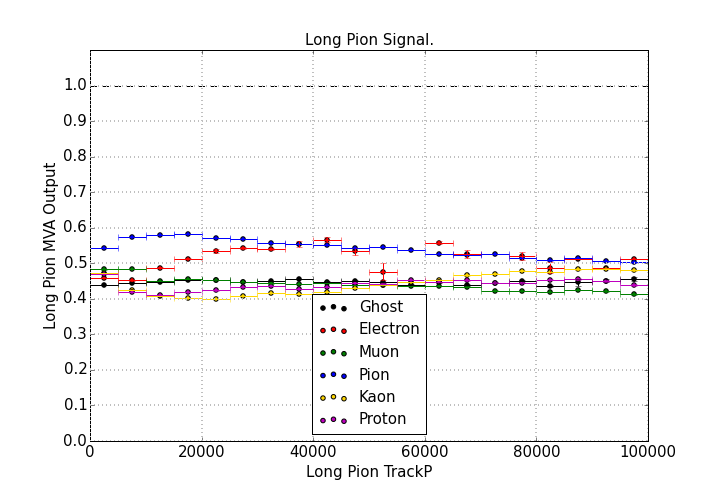 Long Pion Signal.
Long Pion MVA Output
1.0
0.9
0.8
0.7
0.6
0.5
0.4
0.3
0.2
0.1
0.0
Ghost
Electron
Muon
Pion
Kaon
Proton
0 20000 40000 60000 80000 100000
Long Pion TrackP